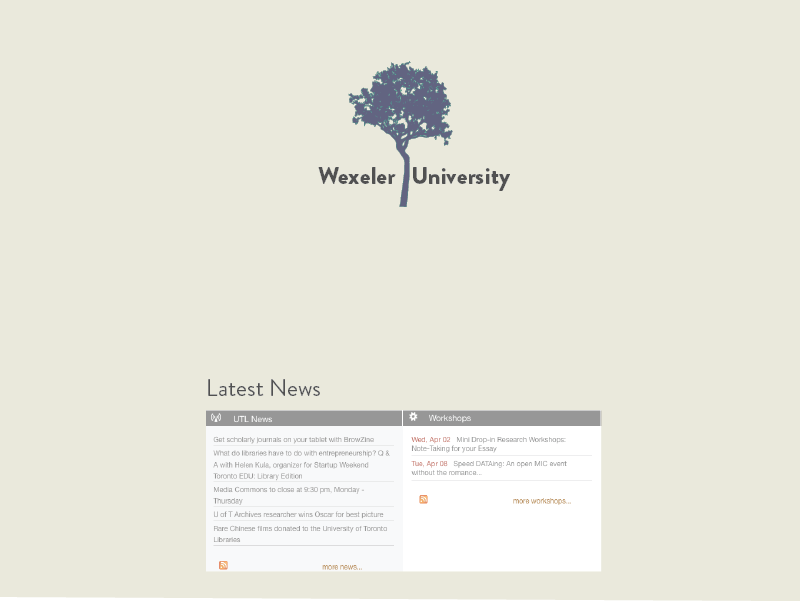 Wexeler University
Latest News
UTL News
Get scholarly journals on your tablet with BrowZine
What do libraries have to do with entrepreneurship? Q &
A with Helen Kula, organizer for Startup Weekend
Toronto EDU: Library Edition
Media Commons to close at 9:30 pm, Monday -
Thursday
U of T Archives researcher wins Oscar for best picture
Rare Chinese films donated to the University of Toronto
Libraries
more news...
Workshops
Wed, Apr 02 Mini Drop-in Research Workshops:
Note-Taking for your Essay
Tue, Apr 08 Speed DATAing: An open MIC event
without the romance...
more workshops...